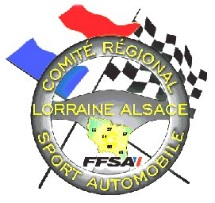 COMITÉ RÉGIONAL
LORRAINE ALSACE
FFSA
SPORT AUTOMOBILE